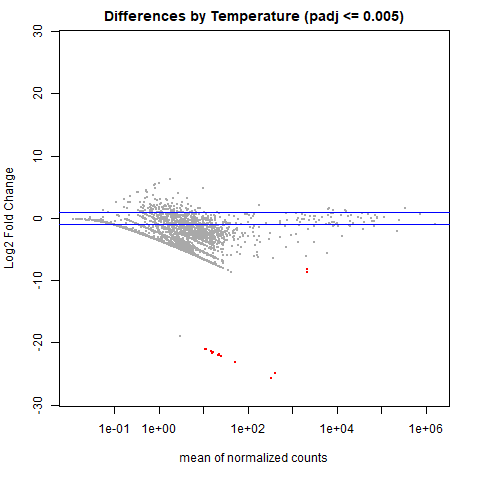 Differences by Temperature (padj <= 0.005)
30
20
10
0
-10
-20
-30
Log2 Fold Change
1e-01 1e+00 1e+02 1e+04 1e+06
mean of normalized counts